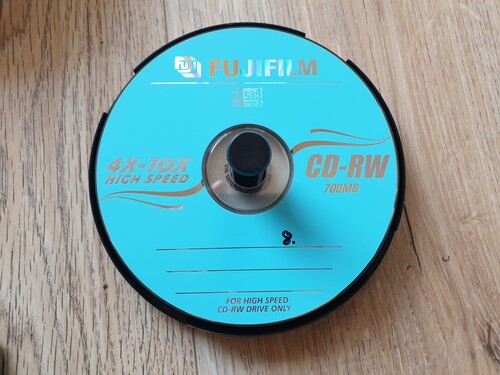 FUJIFILM
4X-10X
HIGH SPEED
CD-RW
700MB
8.
FOR HIGH SPEED
CD-RW DRIVE ONLY